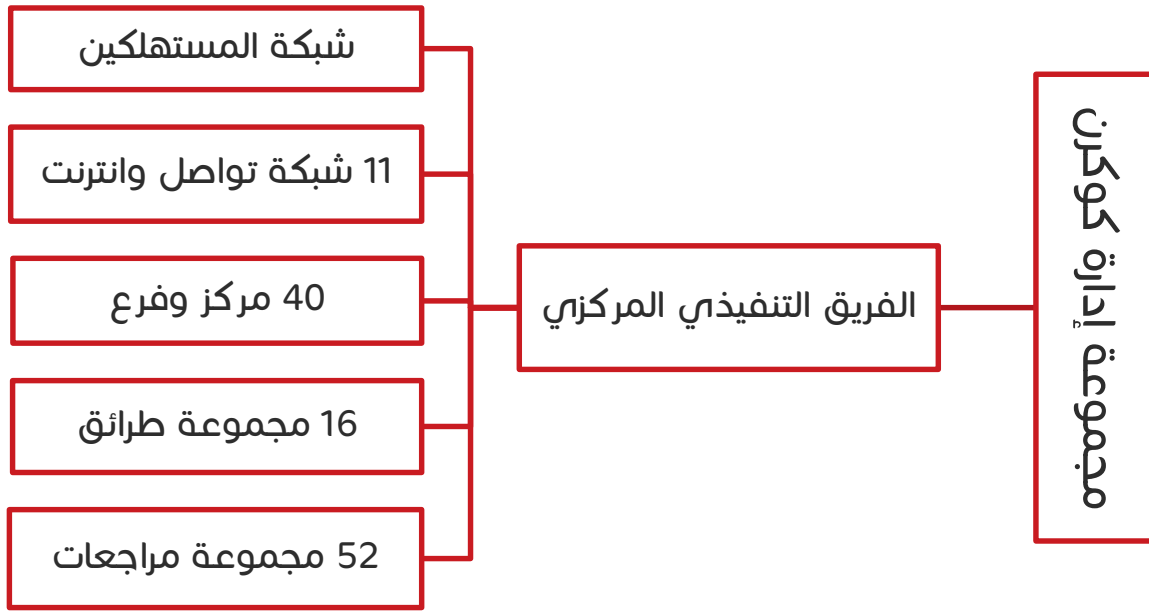 مجموعة إدارة كوكرن
الفريق التنفيذي المركزي
شبكة المستهلكين
11 شبكة تواصل وانترنت
40 مركز وفرع
16 مجموعة طرائق
52 مجموعة مراجعات